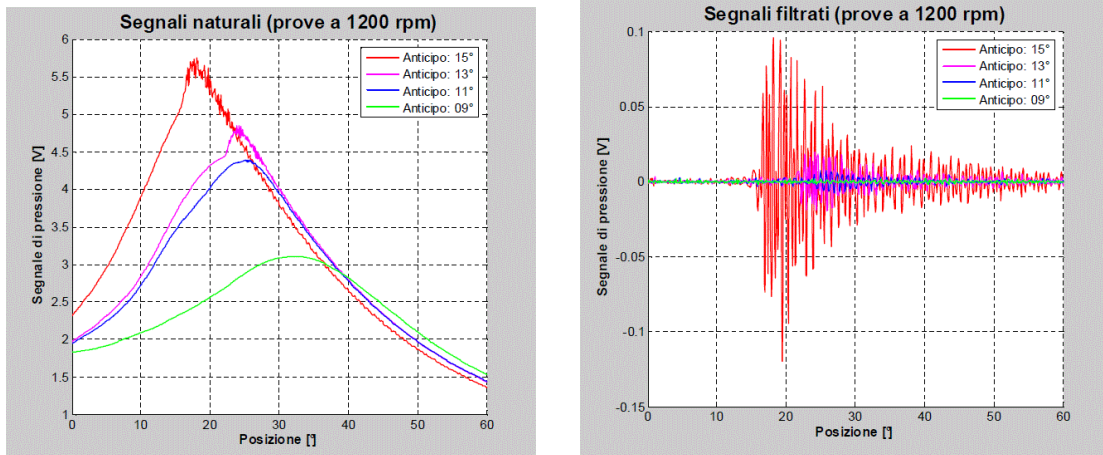 Segnali naturali (prove a 1200 rpm)
6
5.5
5
4.5
4
3.5
3
2.5
2
1.5
1
Segnale di pressione [V]
Anticipo: 15°
Anticipo: 13°
Anticipo: 11°
Anticipo: 09°
0 10 20 30 40 50 60
Posizione [°]
Segnali filtrati (prove a 1200 rpm)
0.1
0.05
0
-0.05
-0.1
-0.15
Segnale di pressione [V]
Anticipo: 15°
Anticipo: 13°
Anticipo: 11°
Anticipo: 09°
0 10 20 30 40 50 60
Posizione [°]